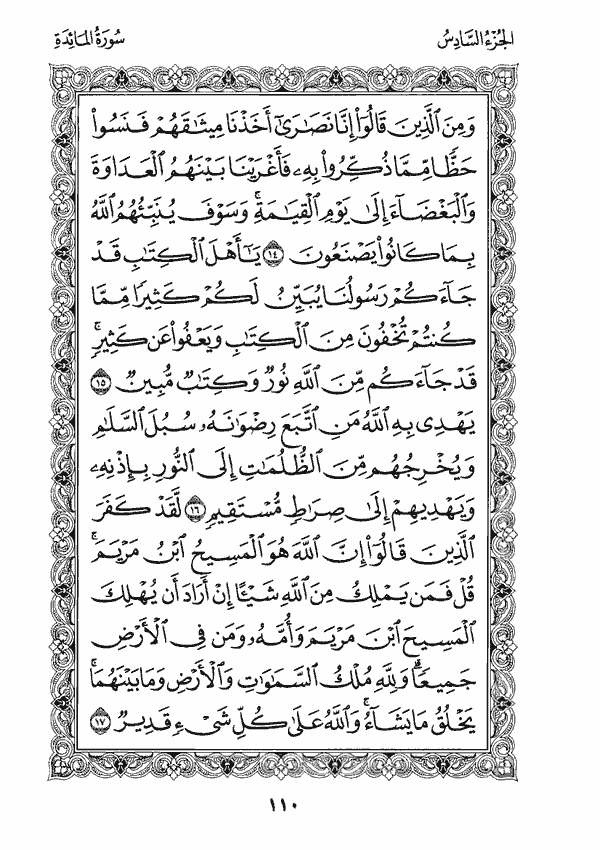 الجزء السادس
سورة المائدة
وَمِنَ ٱلَّذِينَ قَالُوٓاْ إِنَّا نَصَٰرَىٰٓ أَخَذْنَا مِيثَٰقَهُمْ فَنَسُواْ
حَظًّا مِّمَّا ذُكِّرُواْ بِهِۦ فَأَغْرَيْنَا بَيْنَهُمُ ٱلْعَدَاوَةَ
وَٱلْبَغْضَآءَ إِلَىٰ يَوْمِ ٱلْقِيَٰمَةِۚ وَسَوْفَ يُنَبِّئُهُمُ ٱللَّهُ
بِمَا كَانُواْ يَصْنَعُونَ ١٤ يَٰٓأَهْلَ ٱلْكِتَٰبِ قَدْ
جَآءَكُمْ رَسُولُنَا يُبَيِّنُ لَكُمْ كَثِيرًا مِّمَّا
كُنتُمْ تُخْفُونَ مِنَ ٱلْكِتَٰبِ وَيَعْفُواْ عَن كَثِيرٍۚ
قَدْ جَآءَكُم مِّنَ ٱللَّهِ نُورٌ وَكِتَٰبٌ مُّبِينٌ ١٥
يَهْدِي بِهِ ٱللَّهُ مَنِ ٱتَّبَعَ رِضْوَٰنَهُۥ سُبُلَ ٱلسَّلَٰمِ
وَيُخْرِجُهُم مِّنَ ٱلظُّلُمَٰتِ إِلَى ٱلنُّورِ بِإِذْنِهِۦ
وَيَهْدِيهِمْ إِلَىٰ صِرَٰطٍ مُّسْتَقِيمٍ ١٦ لَّقَدْ كَفَرَ
ٱلَّذِينَ قَالُوٓاْ إِنَّ ٱللَّهَ هُوَ ٱلْمَسِيحُ ٱبْنُ مَرْيَمَۚ
قُلْ فَمَن يَمْلِكُ مِنَ ٱللَّهِ شَيْـًٔا إِنْ أَرَادَ أَن يُهْلِكَ
ٱلْمَسِيحَ ٱبْنَ مَرْيَمَ وَأُمَّهُۥ وَمَن فِي ٱلْأَرْضِ
جَمِيعًاۗ وَلِلَّهِ مُلْكُ ٱلسَّمَٰوَٰتِ وَٱلْأَرْضِ وَمَا بَيْنَهُمَاۚ
يَخْلُقُ مَا يَشَآءُۚ وَٱللَّهُ عَلَىٰ كُلِّ شَيْءٍ قَدِيرٌ ١٧
١١٠